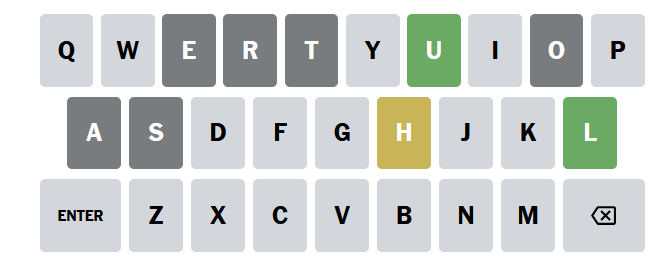 Q W E R T Y U I O P
A S D F G H J K L
ENTER Z X C V B N M